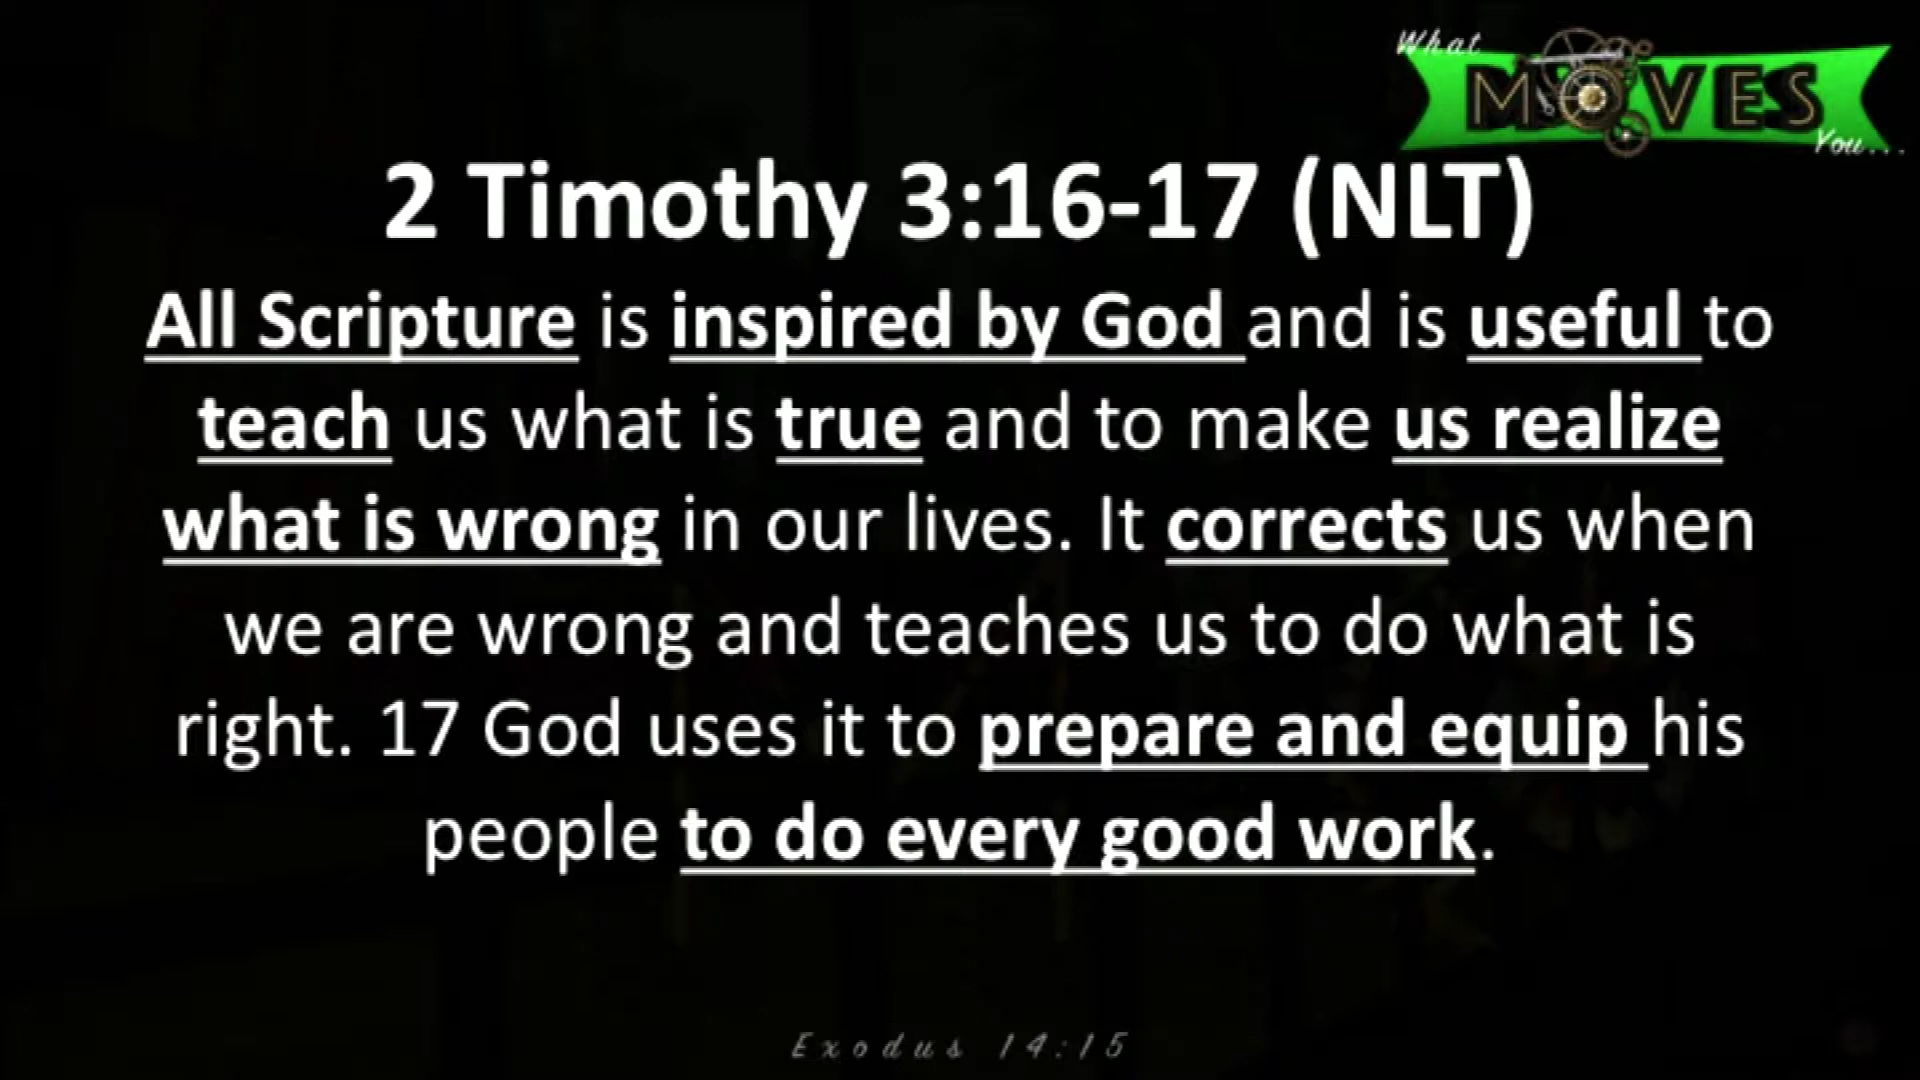 What
MOVES
You...
2 Timothy 3:16-17 (NLT)
All Scripture is inspired by God and is useful to
teach us what is true and to make us realize
what is wrong in our lives. It corrects us when
we are wrong and teaches us to do what is
right. 17 God uses it to prepare and equip his
people to do every good work.
Exodus 14:15